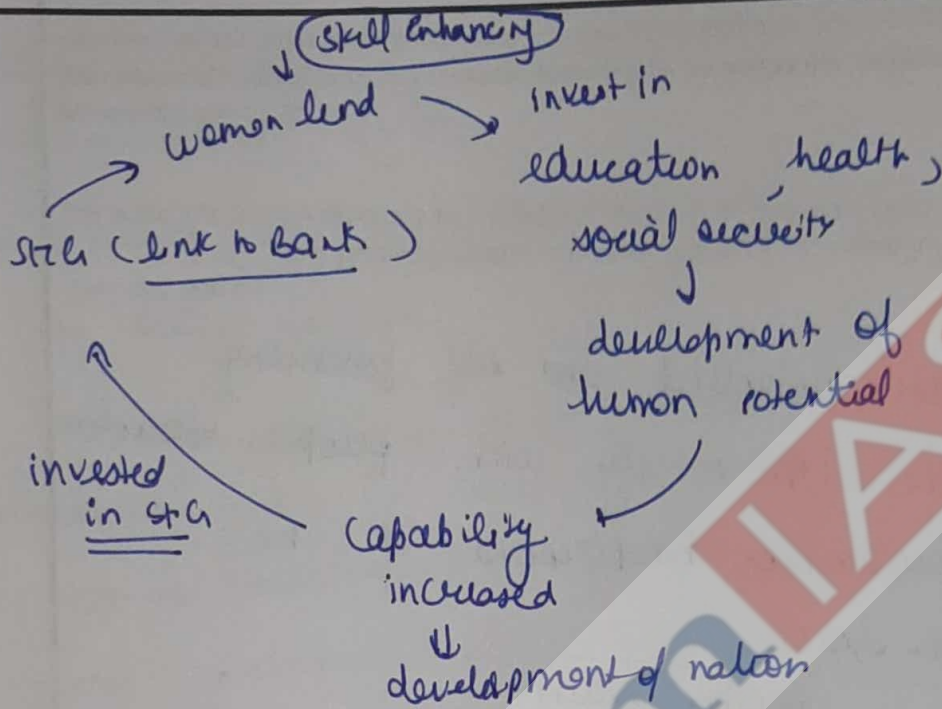 Skill Enhancing
women lend
invest in
education, health,
social security
SHG (link to Bank)
development of
human potential
invested
in SHG
Capability
increased
development of nation
IAS